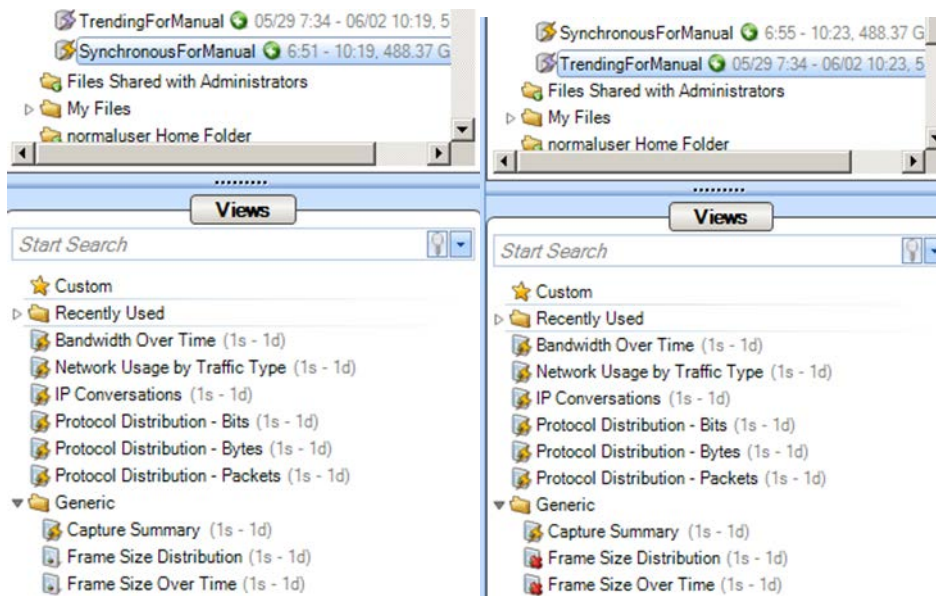 TrendingForManual 05/29 7:34 - 06/02 10:19, 5
SynchronousForManual 6:51 - 10:19, 488.37 G
Files Shared with Administrators
My Files
normaluser Home Folder
Views
Start Search
Custom
Recently Used
Bandwidth Over Time (1s - 1d)
Network Usage by Traffic Type (1s - 1d)
IP Conversations (1s - 1d)
Protocol Distribution - Bits (1s - 1d)
Protocol Distribution - Bytes (1s - 1d)
Protocol Distribution - Packets (1s - 1d)
Generic
Capture Summary (1s - 1d)
Frame Size Distribution (1s - 1d)
Frame Size Over Time (1s - 1d)
SynchronousForManual 6:55 - 10:23, 488.37 G
TrendingForManual 05/29 7:34 - 06/02 10:23, 5
Files Shared with Administrators
My Files
normaluser Home Folder
Views
Start Search
Custom
Recently Used
Bandwidth Over Time (1s - 1d)
Network Usage by Traffic Type (1s - 1d)
IP Conversations (1s - 1d)
Protocol Distribution - Bits (1s - 1d)
Protocol Distribution - Bytes (1s - 1d)
Protocol Distribution - Packets (1s - 1d)
Generic
Capture Summary (1s - 1d)
Frame Size Distribution (1s - 1d)
Frame Size Over Time (1s - 1d)